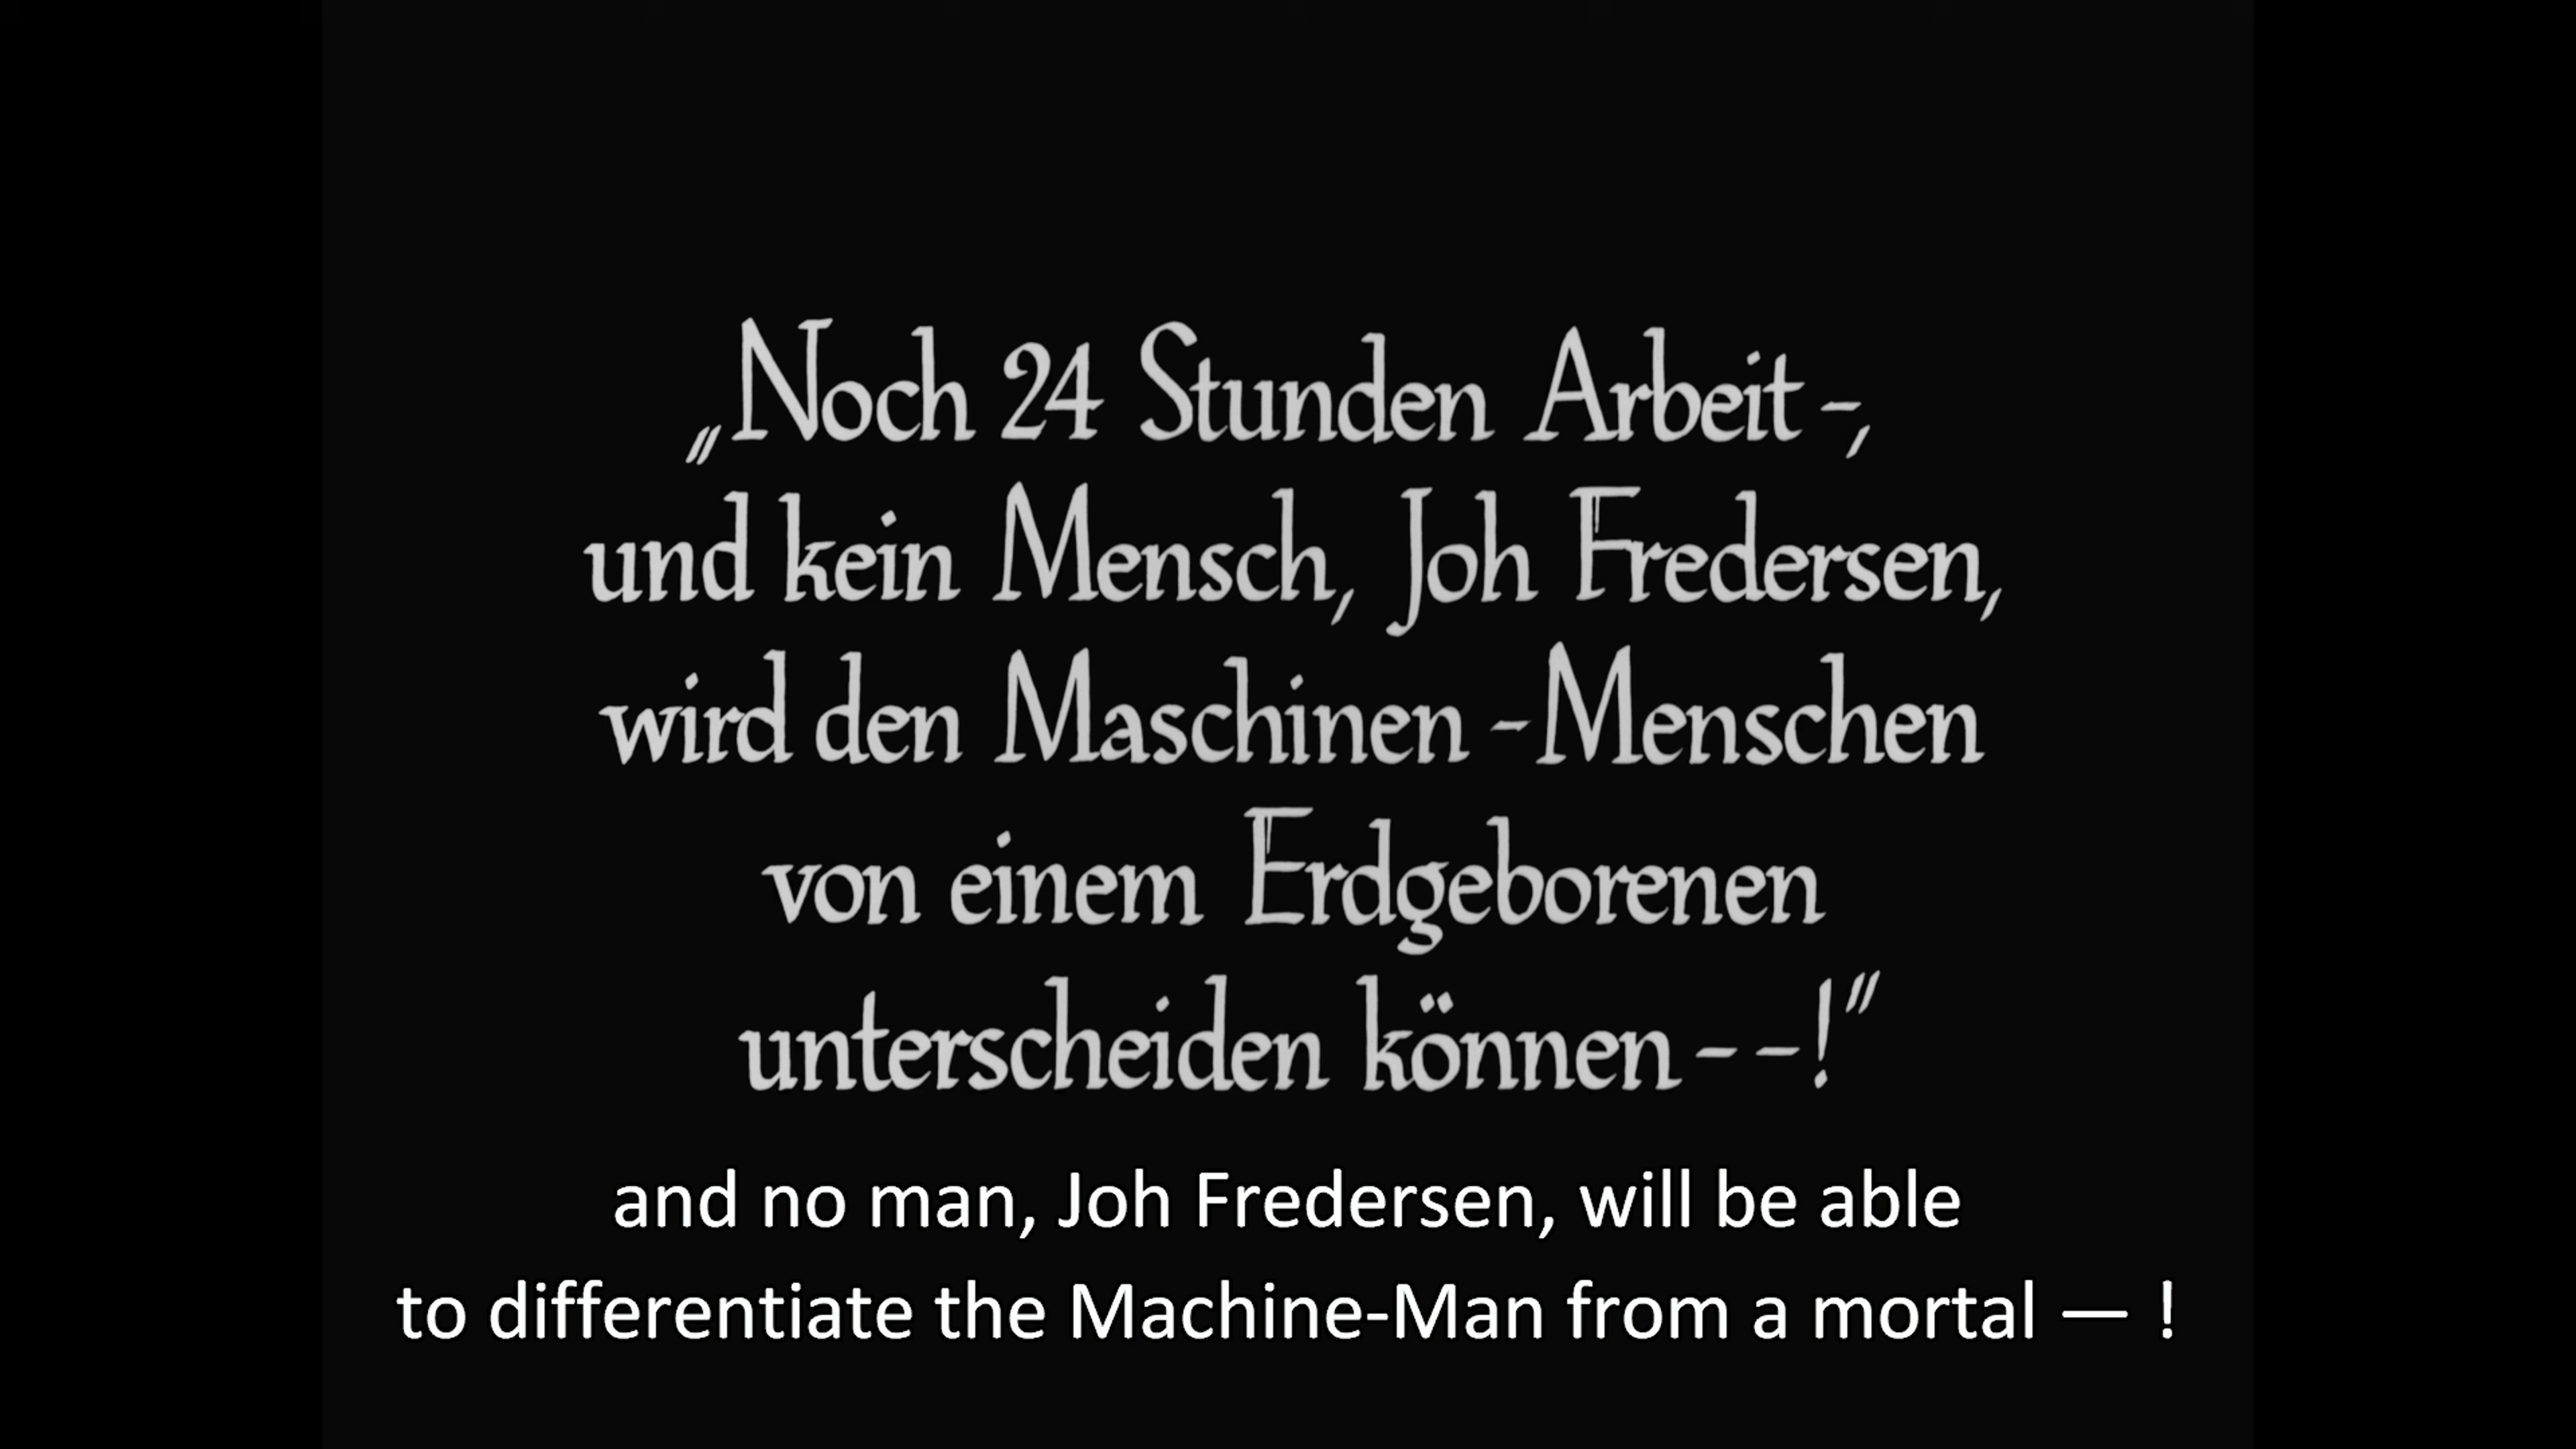 „Noch 24 Stunden Arbeit -,
und kein Mensch, Joh Fredersen,
wird den Maschinen - Menschen
von einem Erdgeborenen
unterscheiden können - - !”
and no man, Joh Fredersen, will be able
to differentiate the Machine-Man from a mortal — !